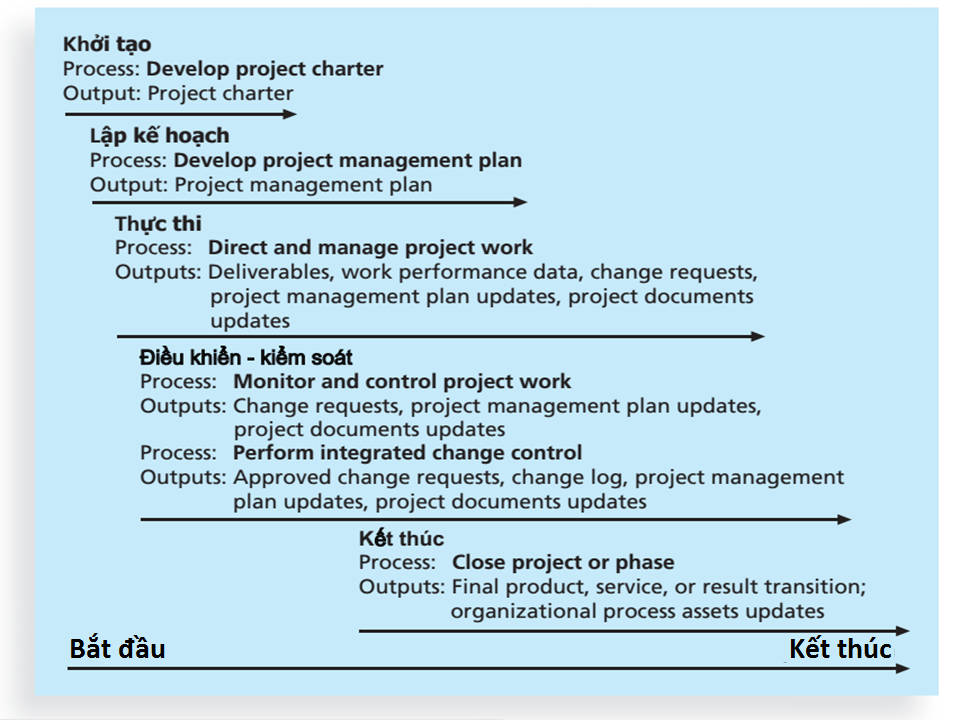 Khởi tạo
Process: Develop project charter
Output: Project charter
Lập kế hoạch
Process: Develop project management plan
Output: Project management plan
Thực thi
Process: Direct and manage project work
Outputs: Deliverables, work performance data, change requests,
project management plan updates, project documents
updates
Điều khiển - kiểm soát
Process: Monitor and control project work
Outputs: Change requests, project management plan updates,
project documents updates
Process: Perform integrated change control
Outputs: Approved change requests, change log, project management
plan updates, project documents updates
Kết thúc
Process: Close project or phase
Outputs: Final product, service, or result transition;
organizational process assets updates
Bắt đầu Kết thúc